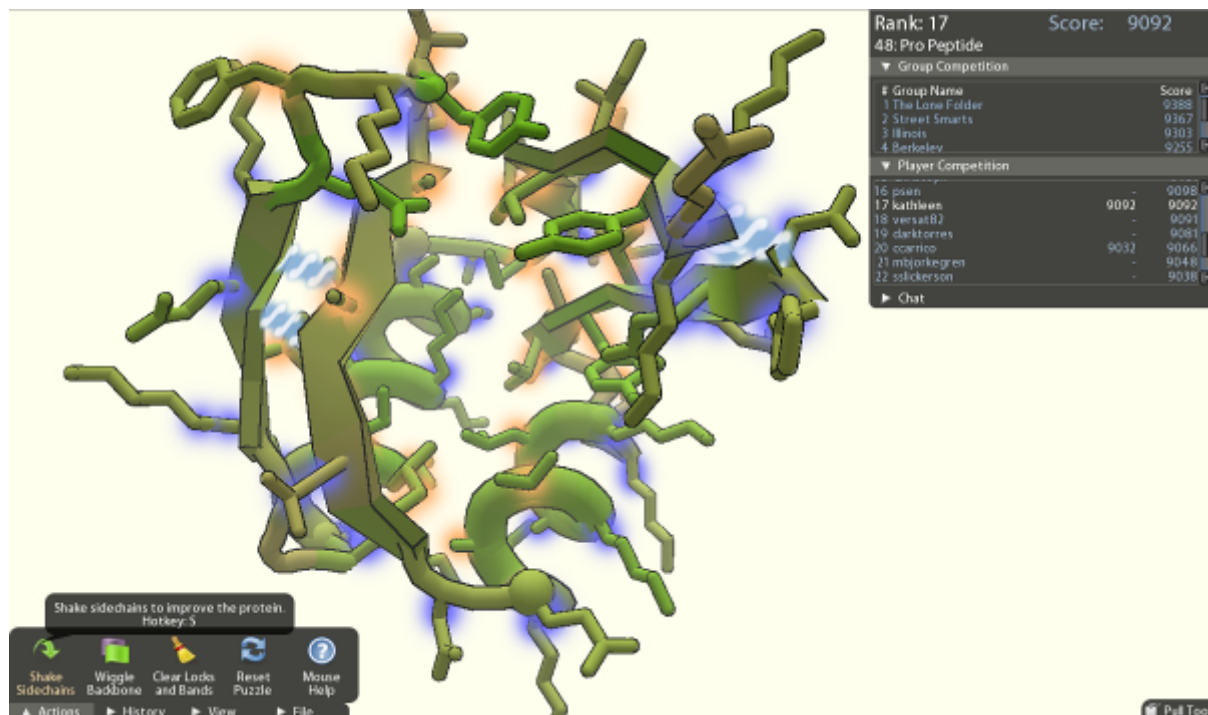 Rank: 17 Score: 9092
48: Pro Peptide
▼ Group Competition
# Group Name Score
1 The Lone Folder 9388
2 Street Smarts 9367
3 Illinois 9303
4 Berkeley 9255
▼ Player Competition
16 psen - 9098
17 kathleen 9092 9092
18 versat82 - 9091
19 darktorres - 9081
20 ccarrico 9032 9066
21 mbjorkegren - 9048
22 sslickerson - 9038
▶ Chat
Shake sidechains to improve the protein.
Hotkey: S
Shake Sidechains
Wiggle Backbone
Clear Locks and Bands
Reset Puzzle
Mouse Help
▲ Actions ▶ History ▶ View ▶ File
Pull Too